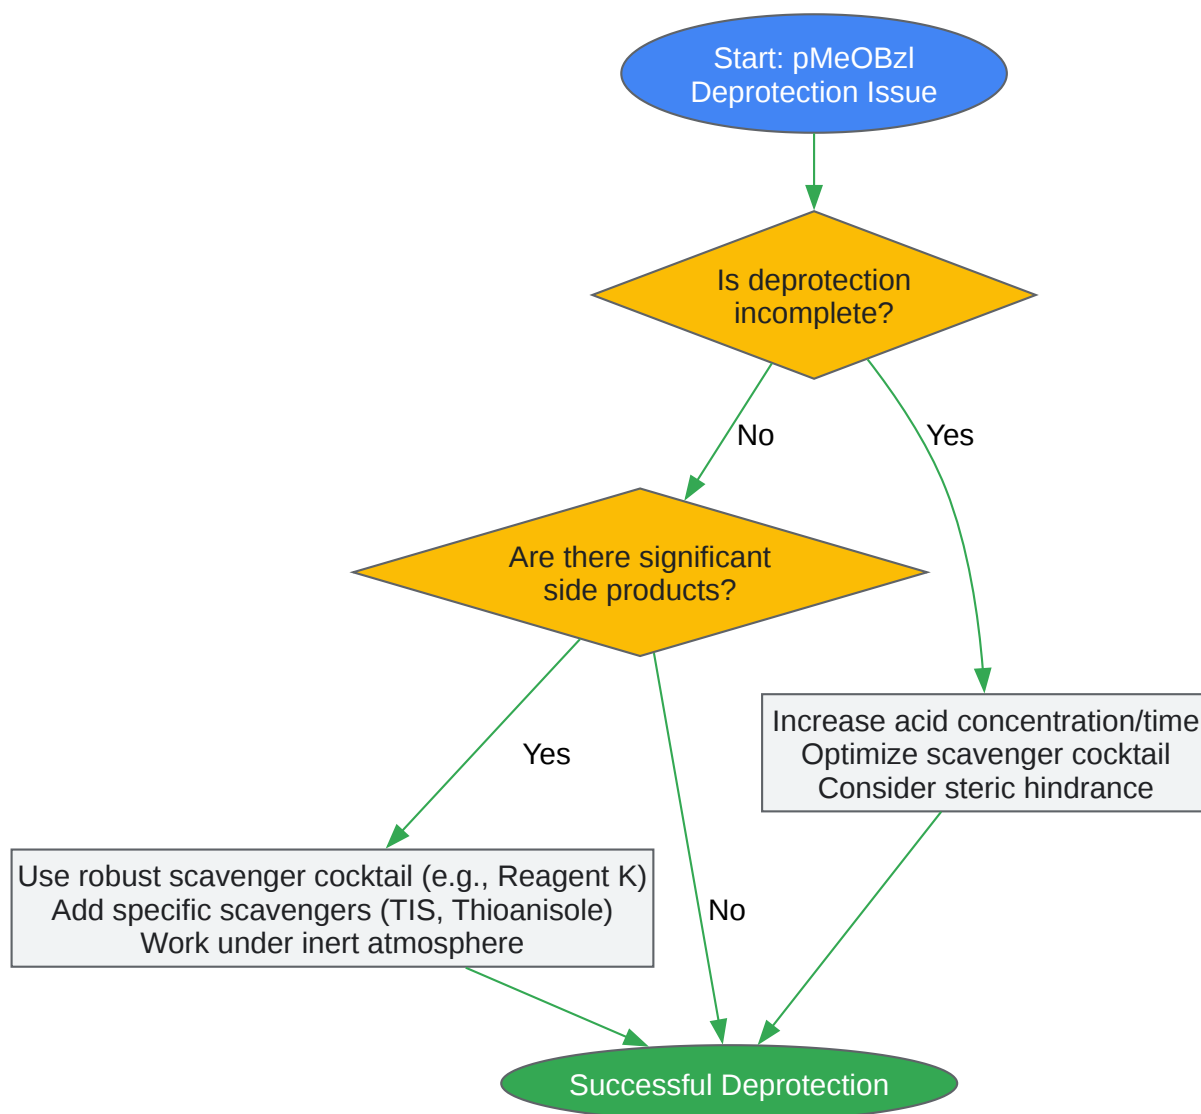 Start: pMeOBzl
Deprotection Issue
Is deprotection
incomplete?
No
Yes
Are there significant
side products?
Increase acid concentration/time
Optimize scavenger cocktail
Consider steric hindrance
Yes
Use robust scavenger cocktail (e.g., Reagent K)
Add specific scavengers (TIS, Thioanisole)
Work under inert atmosphere
No
Successful Deprotection